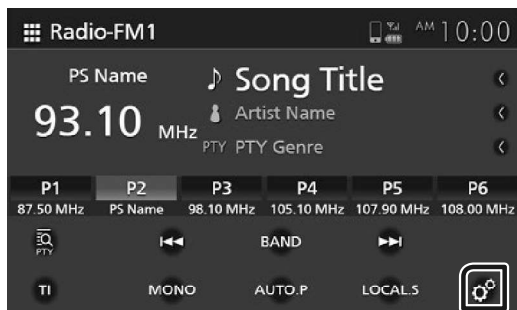 Radio-FM1 AM 10:00
PS Name Song Title
93.10 MHz Artist Name
PTY PTY Genre
P1 P2 P3 P4 P5 P6
87.50 MHz PS Name 98.10 MHz 105.10 MHz 107.90 MHz 108.00 MHz
PTY BAND
TI MONO AUTO.P LOCAL.S